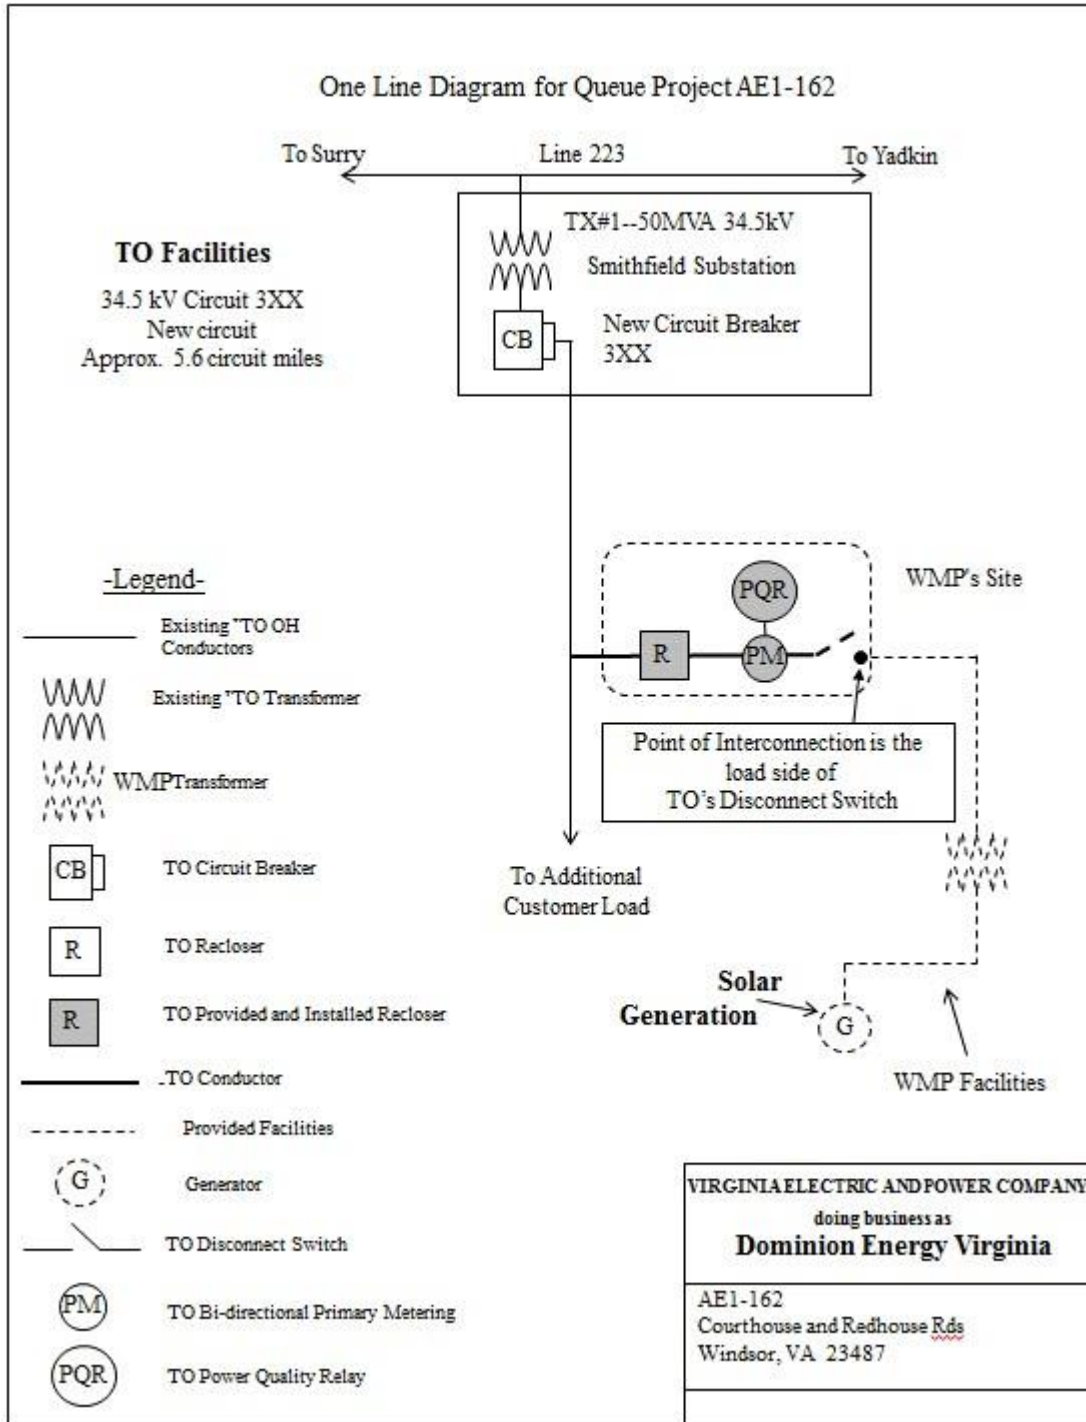 One Line Diagram for Queue Project AE1-162
To Surry
Line 223
To Yadkin
TX#1--50MVA 34.5kV
Smithfield Substation
CB
New Circuit Breaker
3XX
TO Facilities
34.5 kV Circuit 3XX
New circuit
Approx. 5.6 circuit miles
PQR
R
PM
WMP's Site
Point of Interconnection is the
load side of
TO's Disconnect Switch
To Additional
Customer Load
Solar
Generation
G
WMP Facilities
-Legend-
Existing "TO OH
Conductors
Existing "TO Transformer
WMP Transformer
CB
TO Circuit Breaker
R
TO Recloser
R
TO Provided and Installed Recloser
-TO Conductor
Provided Facilities
G
Generator
TO Disconnect Switch
PM
TO Bi-directional Primary Metering
PQR
TO Power Quality Relay
VIRGINIA ELECTRIC AND POWER COMPANY
doing business as
Dominion Energy Virginia
AE1-162
Courthouse and Redhouse Rds
Windsor, VA 23487